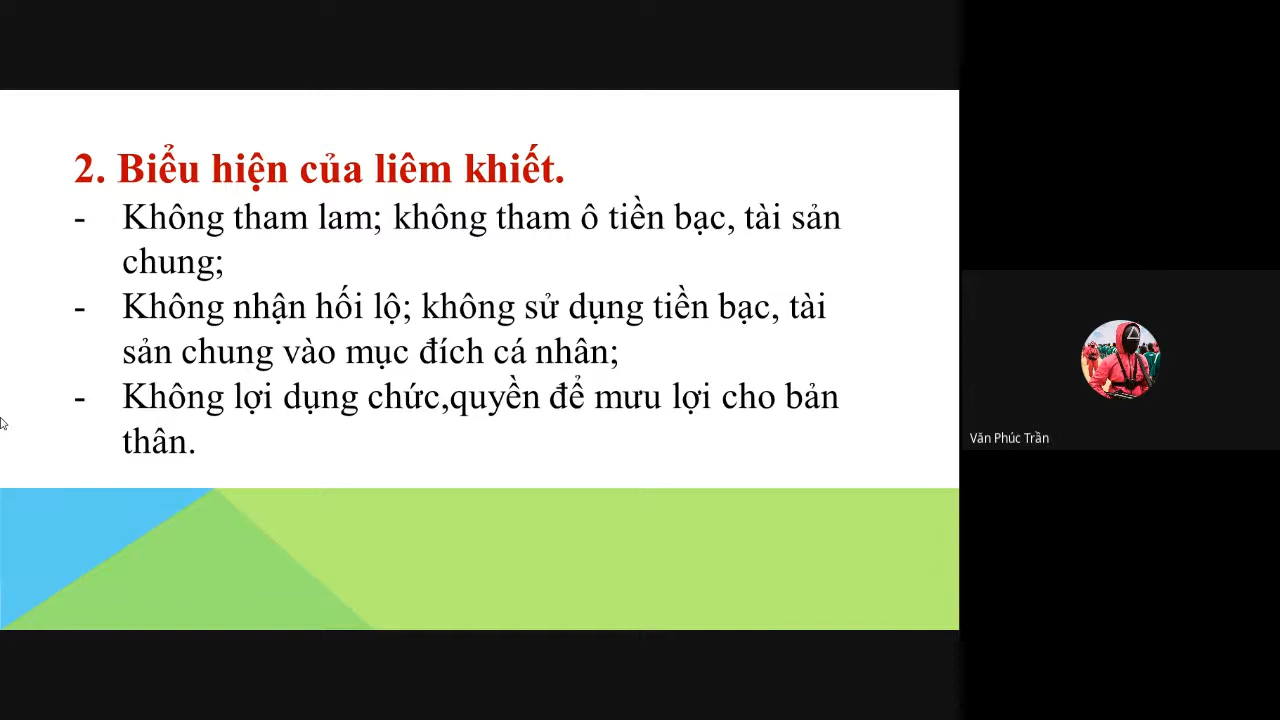 2. Biểu hiện của liêm khiết.
- Không tham lam; không tham ô tiền bạc, tài sản
chung;
- Không nhận hối lộ; không sử dụng tiền bạc, tài
sản chung vào mục đích cá nhân;
- Không lợi dụng chức,quyền để mưu lợi cho bản
thân.
Văn Phúc Trần